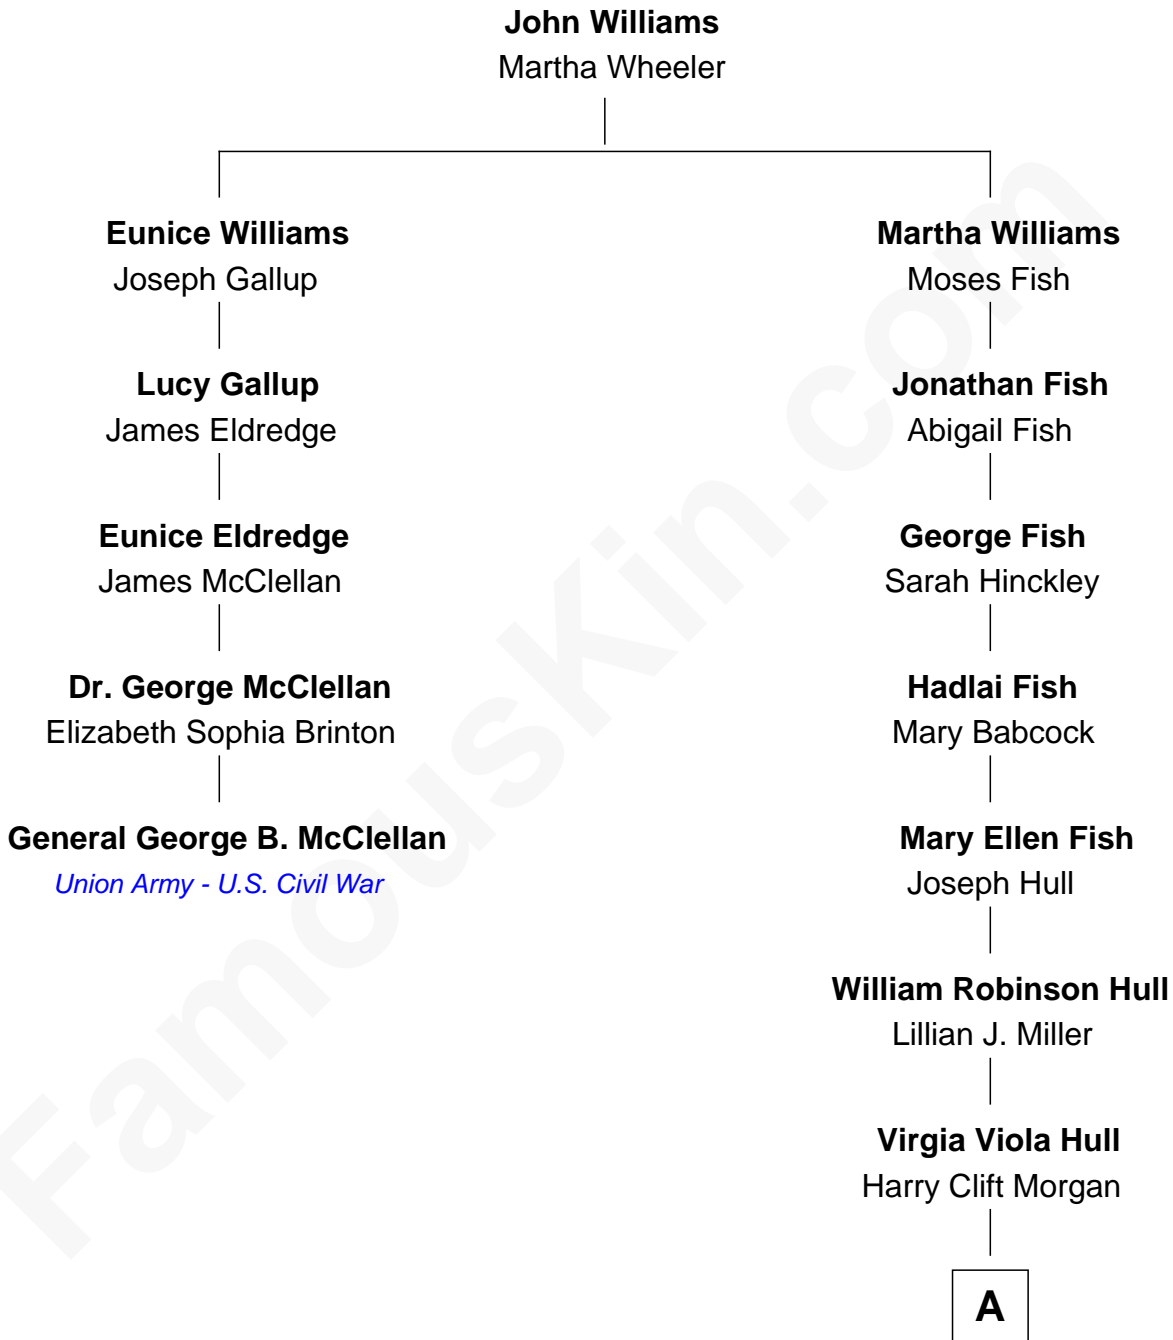 John Williams
Martha Wheeler
Eunice Williams
Joseph Gallup
Martha Williams
Moses Fish
Lucy Gallup
James Eldredge
Jonathan Fish
Abigail Fish
Eunice Eldredge
James McClellan
George Fish
Sarah Hinckley
Dr. George McClellan
Elizabeth Sophia Brinton
Hadlai Fish
Mary Babcock
General George B. McClellan
Union Army - U.S. Civil War
Mary Ellen Fish
Joseph Hull
William Robinson Hull
Lillian J. Miller
Virgia Viola Hull
Harry Clift Morgan
A
FamousKin.com